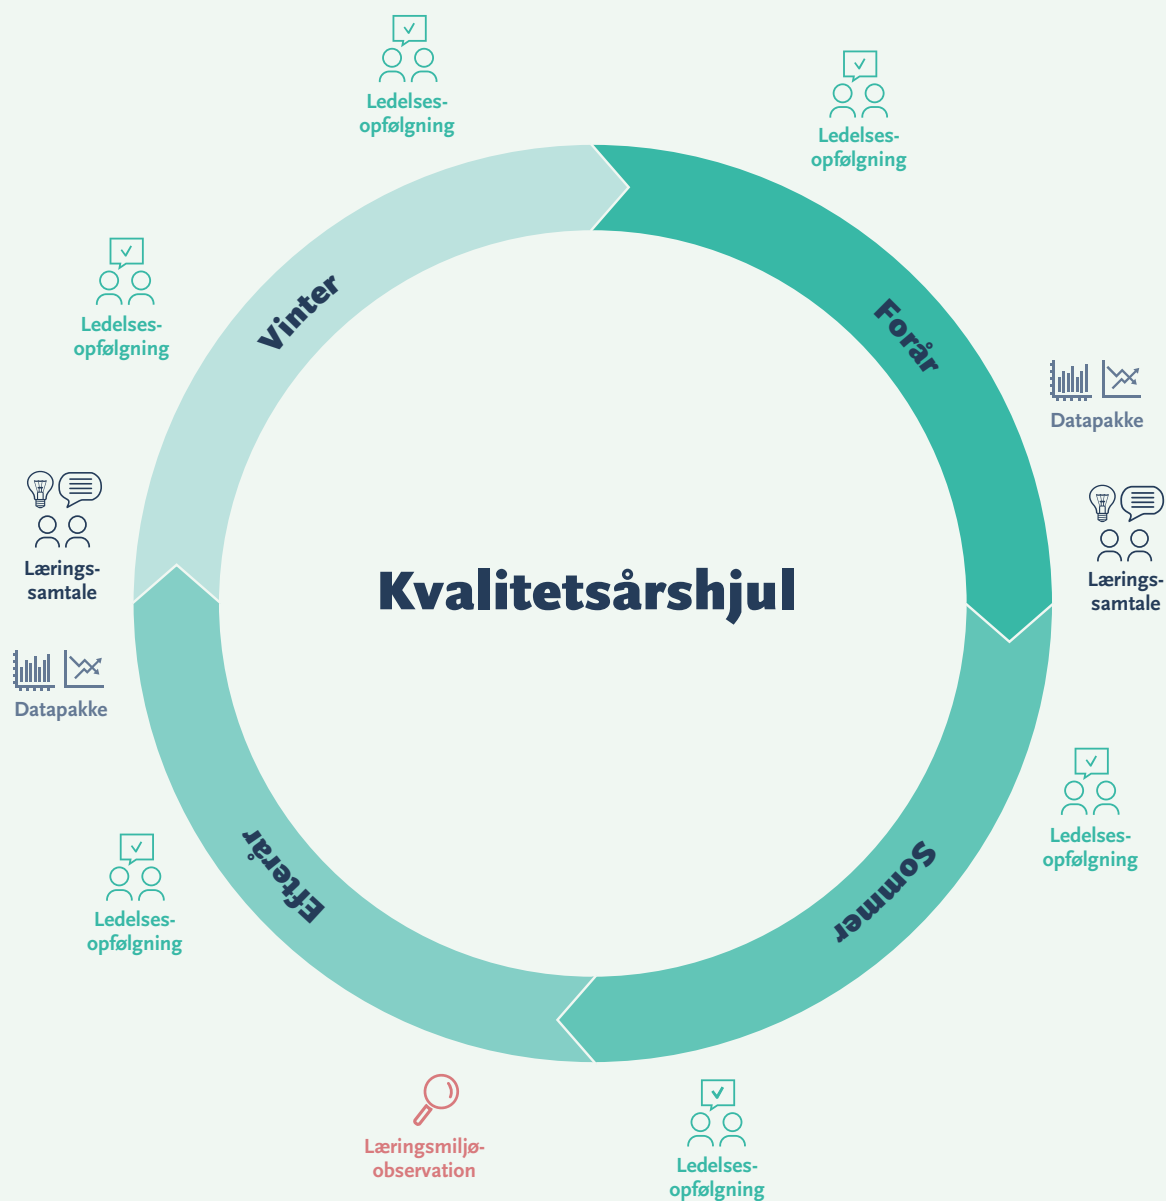 Ledelses-
opfølgning
Ledelses-
opfølgning
Ledelses-
opfølgning
Vinter
Forår
Datapakke
Lærings-
samtale
Lærings-
samtale
Kvalitetsårshjul
Datapakke
Ledelses-
opfølgning
Efterår
Sommer
Ledelses-
opfølgning
Læringsmiljø-
observation
Ledelses-
opfølgning